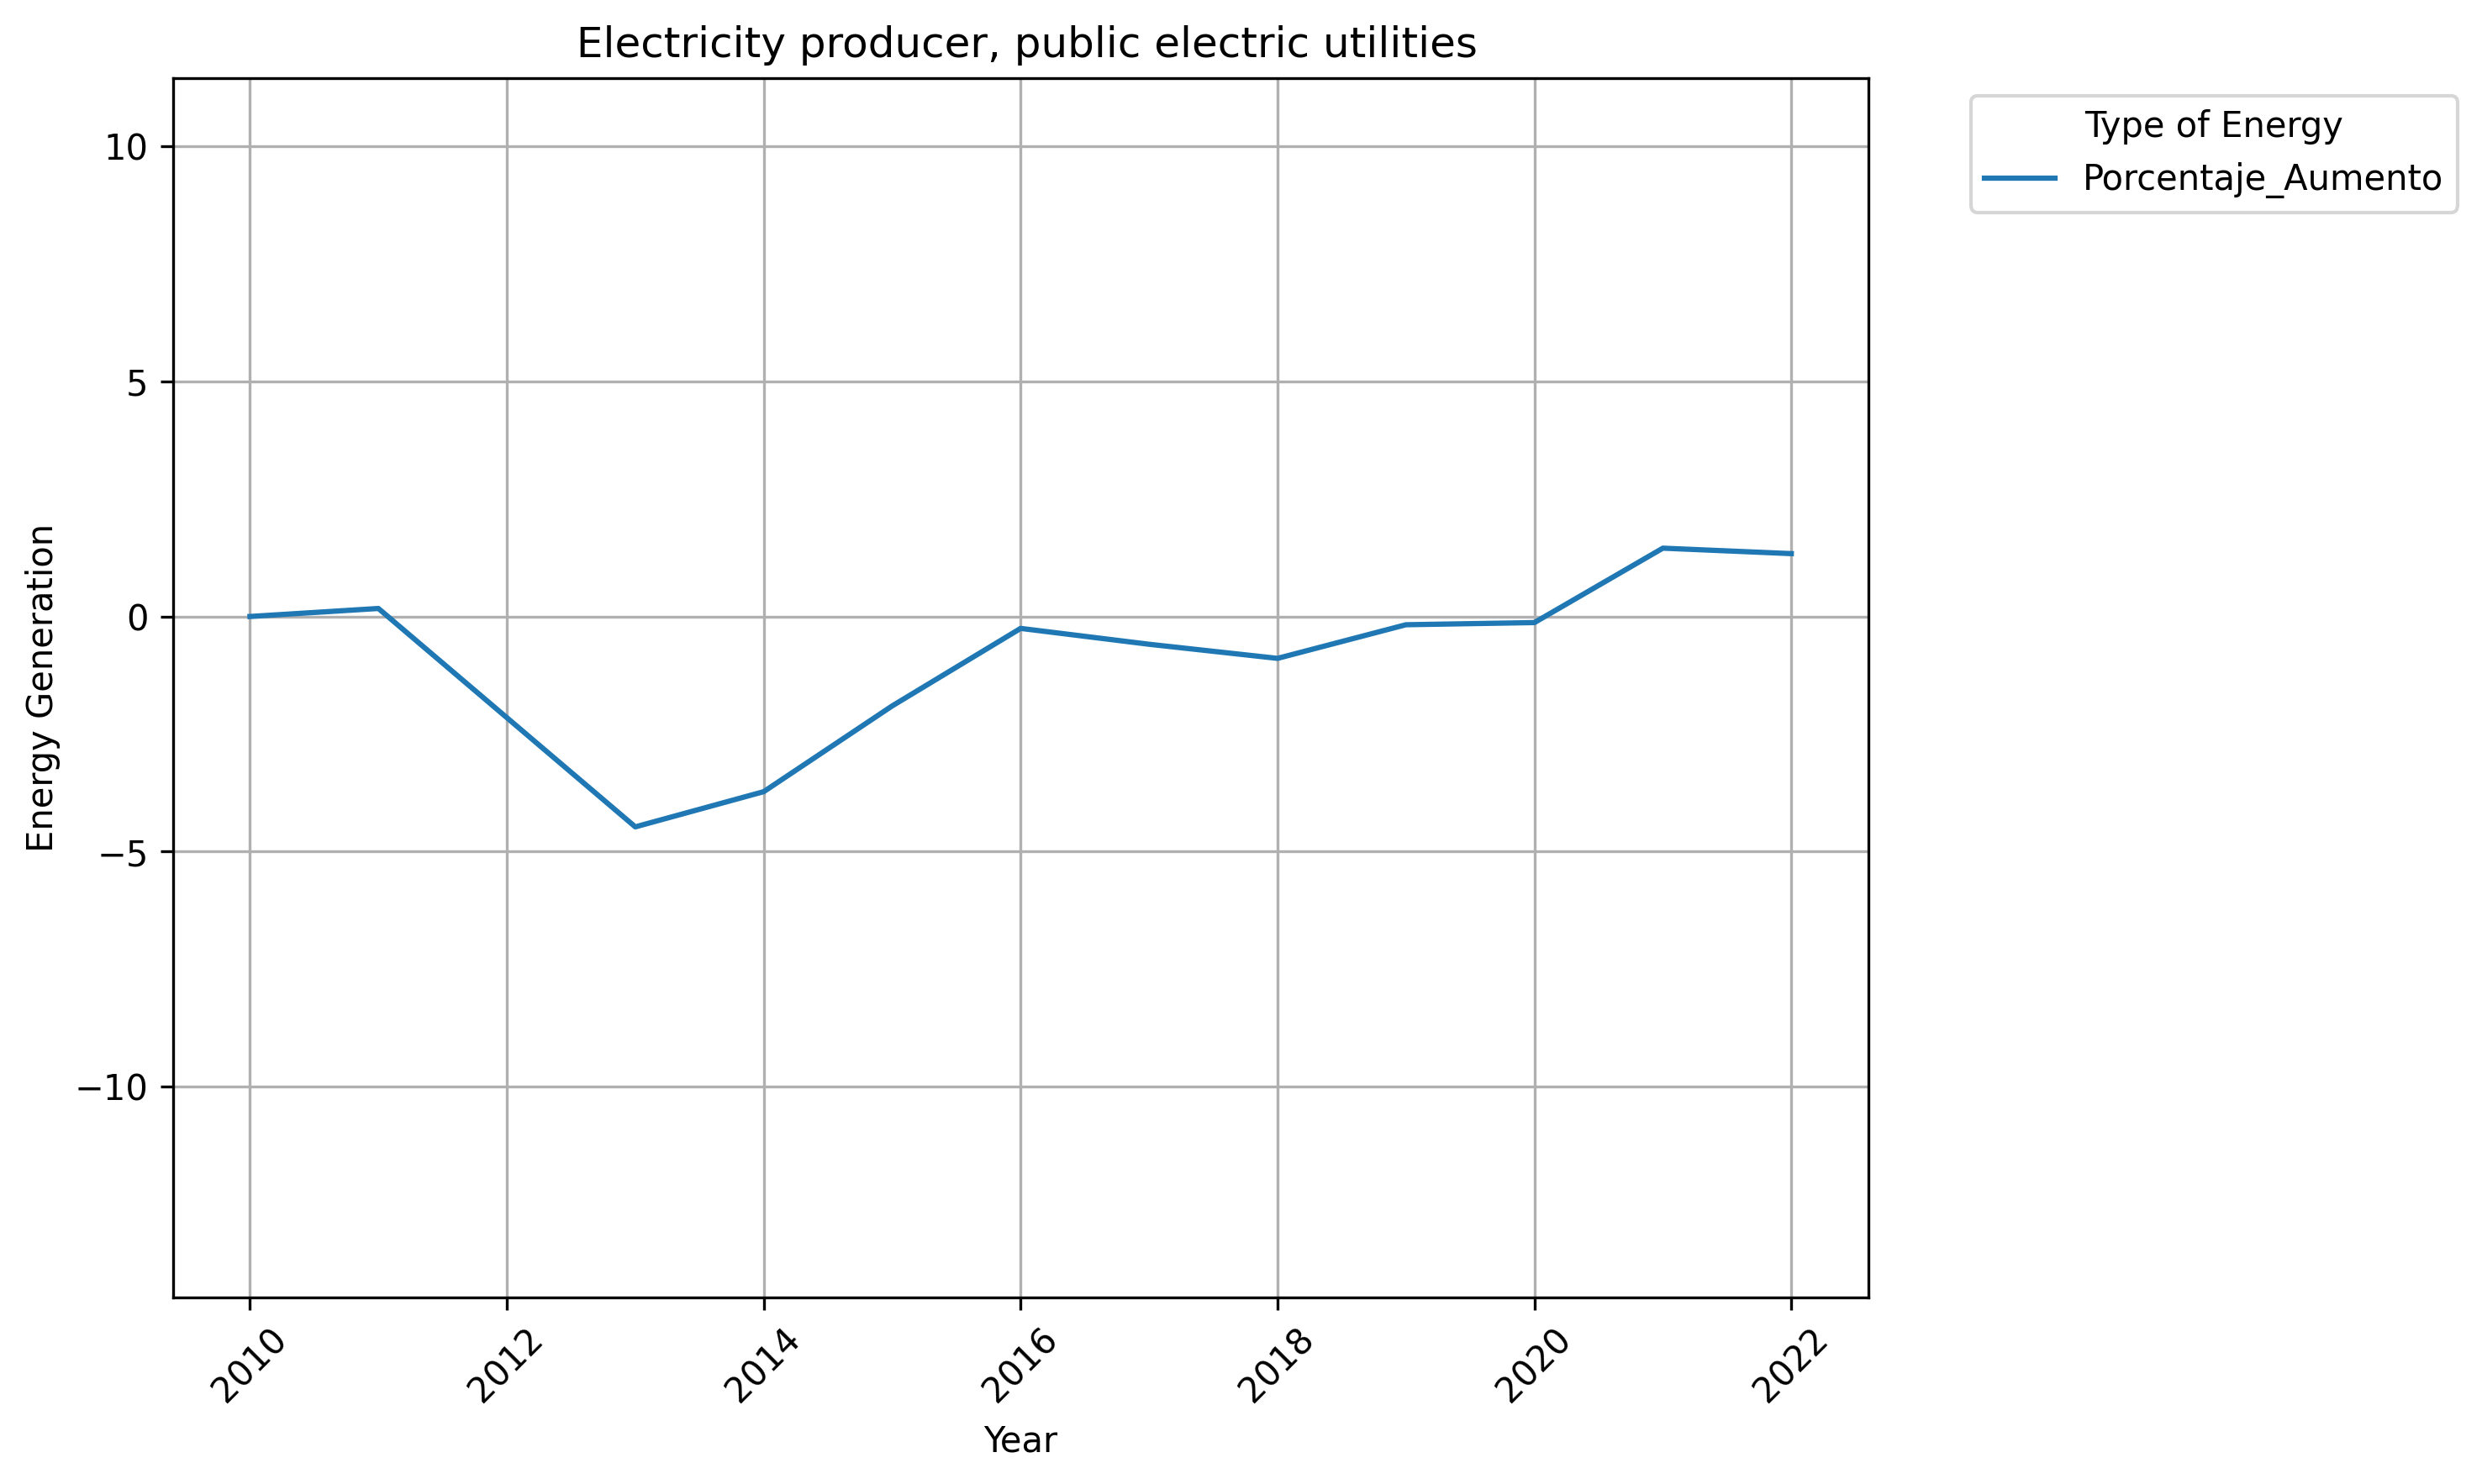 Electricity producer, public electric utilities
Type of Energy
Porcentaje_Aumento
10
5
0
−5
−10
Energy Generation
2010
2012
2014
2016
2018
2020
2022
Year